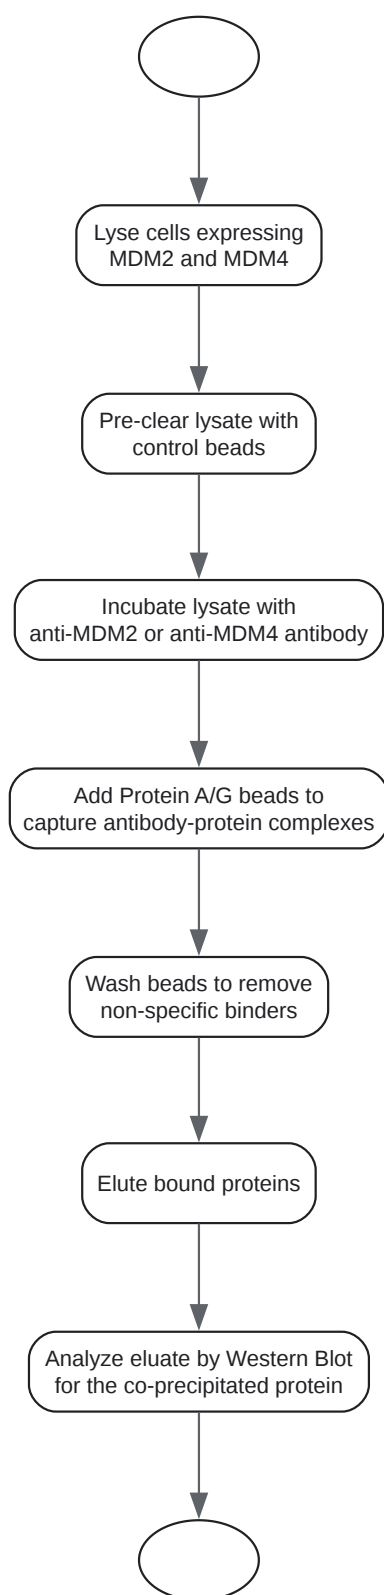 Lyse cells expressing
MDM2 and MDM4
Pre-clear lysate with
control beads
Incubate lysate with
anti-MDM2 or anti-MDM4 antibody
Add Protein A/G beads to
capture antibody-protein complexes
Wash beads to remove
non-specific binders
Elute bound proteins
Analyze eluate by Western Blot
for the co-precipitated protein